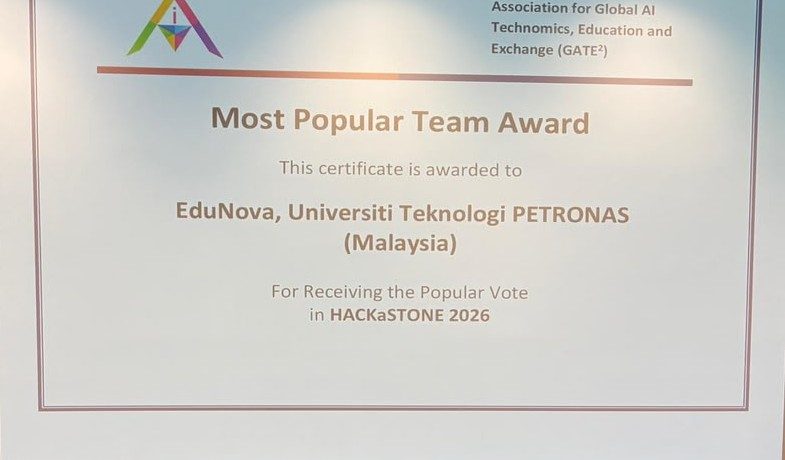 i
Association for Global AI
Technomics, Education and
Exchange (GATE²)
Most Popular Team Award
This certificate is awarded to
EduNova, Universiti Teknologi PETRONAS
(Malaysia)
For Receiving the Popular Vote
in HACKaSTONE 2026